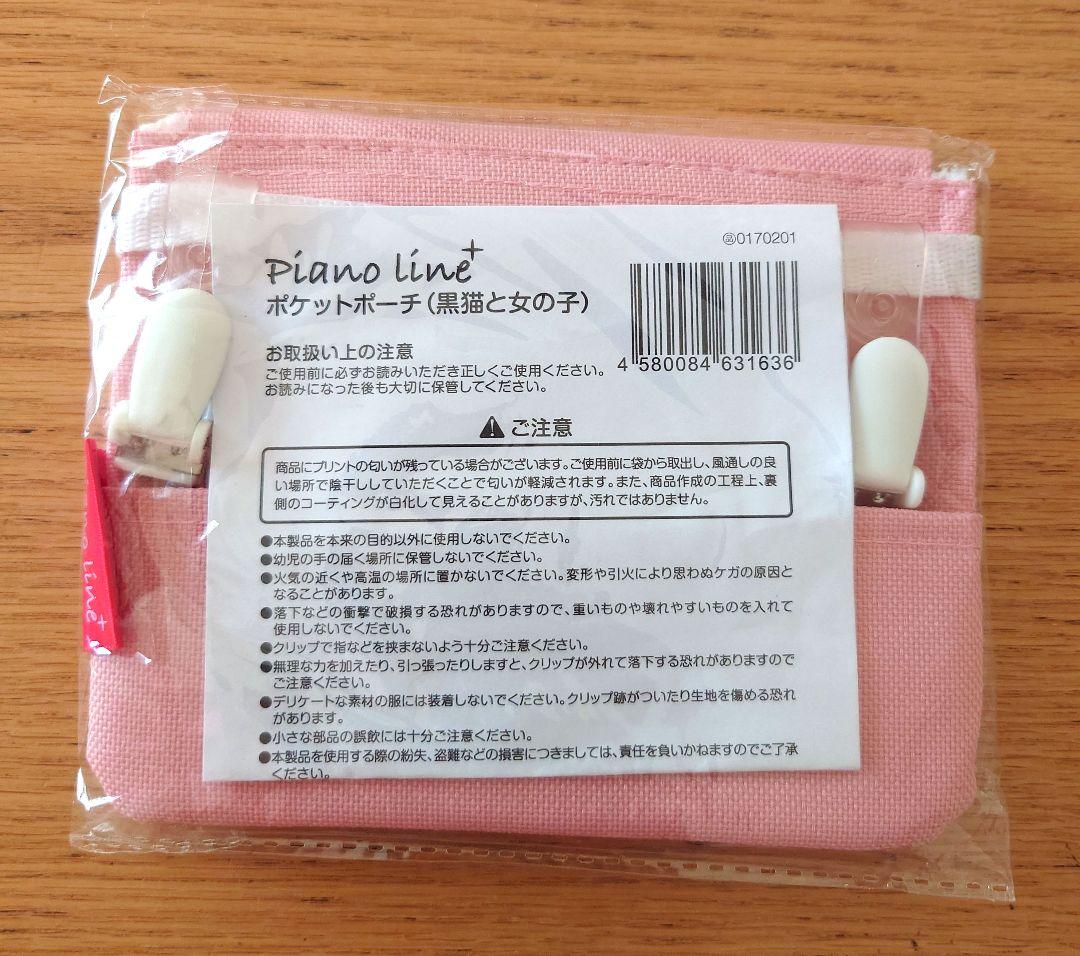 ㋾0170201
Piano line+
ポケットポーチ(黒猫と女の子)
4 580084 631636
お取扱い上の注意
ご使用前に必ずお読みいただき正しくご使用ください。
お読みになった後も大切に保管してください。
ご注意
商品にプリントの匂いが残っている場合がございます。ご使用前に袋から取出し、風通しの良
い場所で陰干ししていただくことで匂いが軽減されます。また、商品作成の工程上、裏
側のコーティングが白化して見えることがありますが、汚れではありません。
●本製品を本来の目的以外に使用しないでください。
●幼児の手の届く場所に保管しないでください。
●火気の近くや高温の場所に置かないでください。変形や引火により思わぬケガの原因と
なることがあります。
●落下などの衝撃で破損する恐れがありますので、重いものや壊れやすいものを入れて
使用しないでください。
●クリップで指などを挟まないよう十分ご注意ください。
●無理な力を加えたり、引っ張ったりしますと、クリップが外れて落下する恐れがありますので
ご注意ください。
●デリケートな素材の服には装着しないでください。クリップ跡がついたり生地を傷める恐れ
があります。
●小さな部品の誤飲には十分ご注意ください。
●本製品を使用する際の紛失、盗難などの損害につきましては、責任を負いかねますのでご了承
ください。
no line+